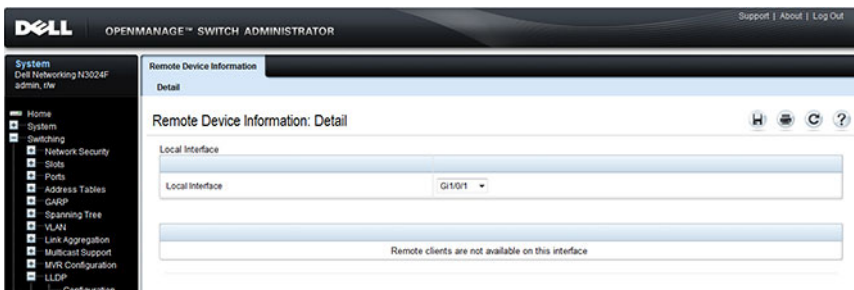 Support | About | Log Out
DELL OPENMANAGE™ SWITCH ADMINISTRATOR
System
Dell Networking N3024F
admin, r/w
Home
System
Switching
Network Security
Slots
Ports
Address Tables
GARP
Spanning Tree
VLAN
Link Aggregation
Multicast Support
MVR Configuration
LLDP
Configuration
Remote Device Information
Detail
Remote Device Information: Detail
Local Interface
Local Interface Gi1/0/1
Remote clients are not available on this interface